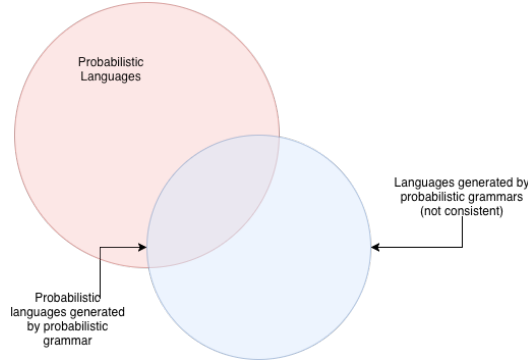 Probabilistic
Languages
Languages generated by
probabilistic grammars
(not consistent)
Probabilistic
languages generated
by probabilistic
grammar